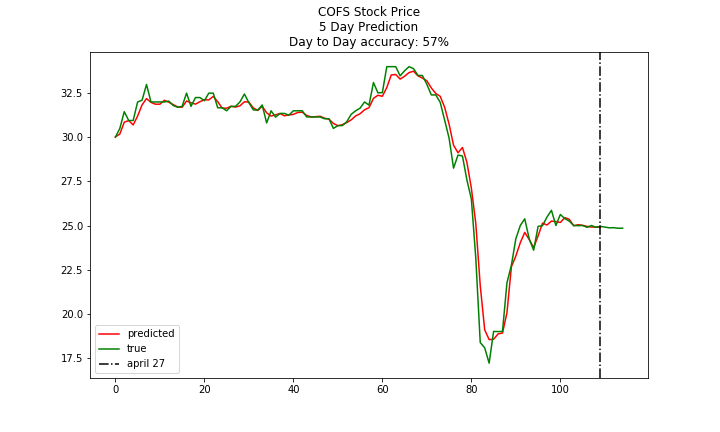 COFS Stock Price
5 Day Prediction
Day to Day accuracy: 57%
32.5
30.0
27.5
25.0
22.5
20.0
17.5
predicted
true
april 27
0 20 40 60 80 100